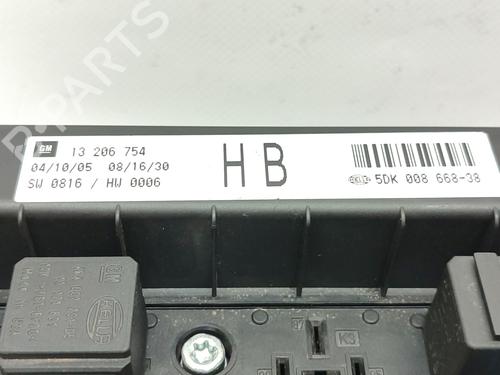 B-PARTS
GM 13 206 754
04/10/05 08/16/30
SW 0816 / HW 0006
HB
HELLA 5DK 008 668-38
GM
HELLA
K3